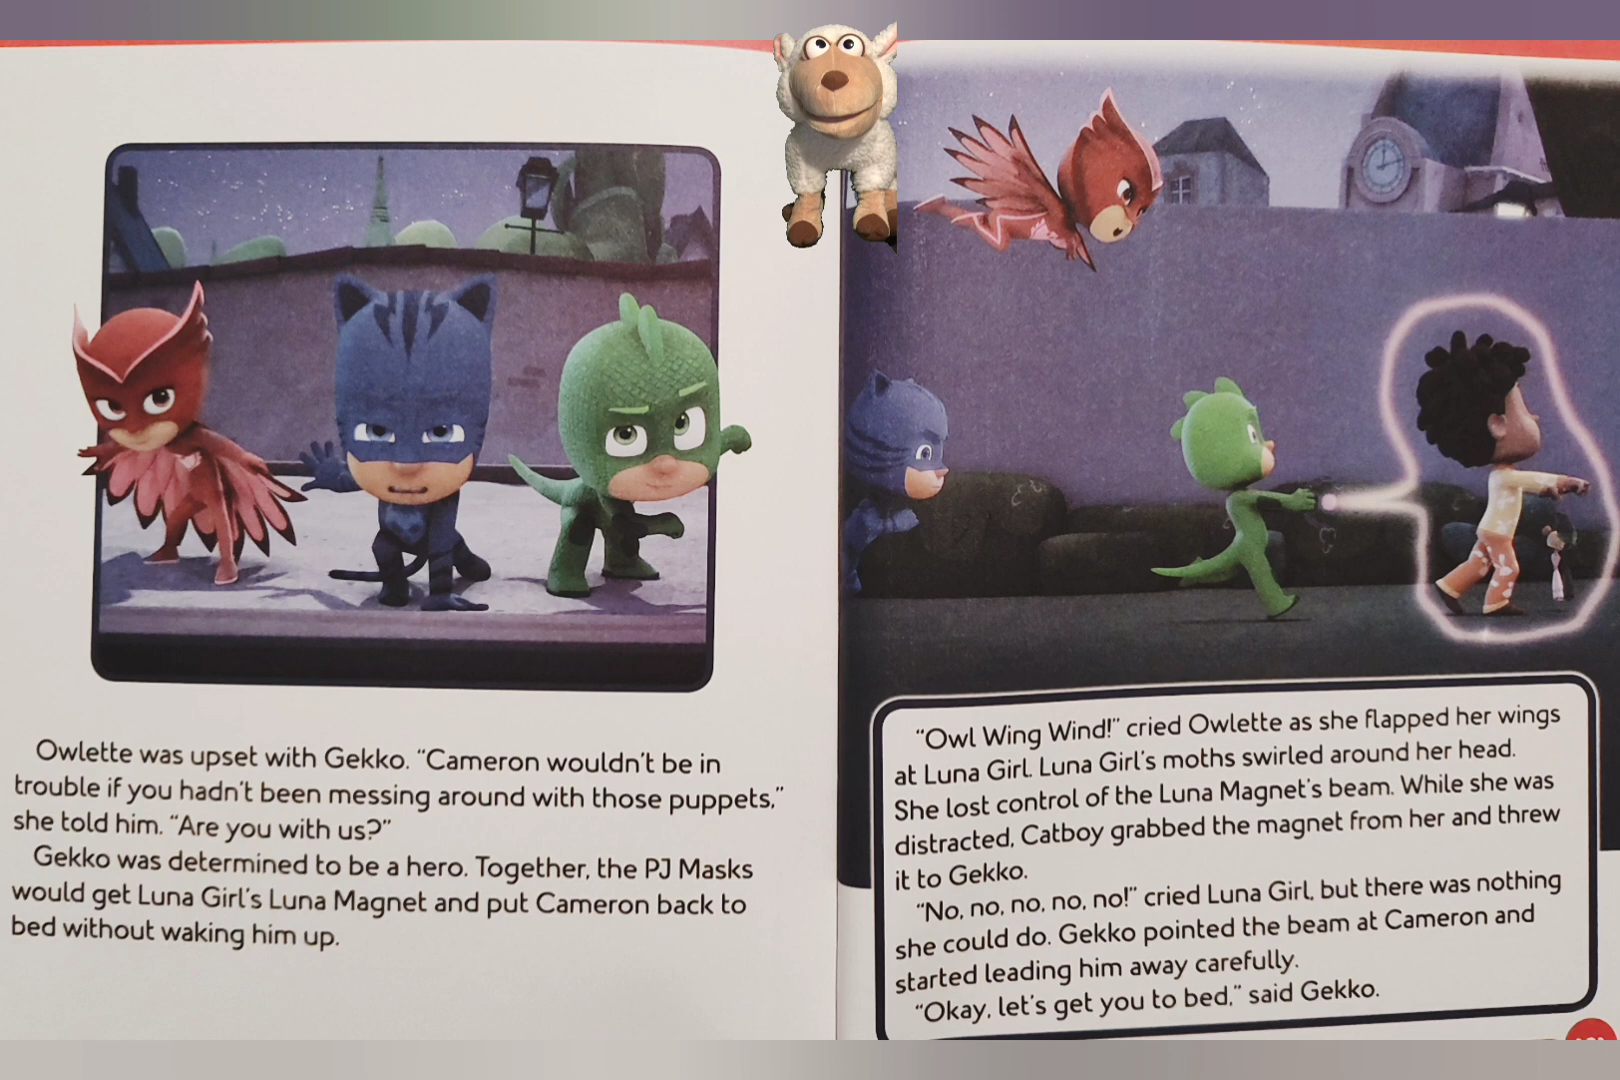 Owlette was upset with Gekko. “Cameron wouldn’t be in
trouble if you hadn’t been messing around with those puppets,”
she told him. “Are you with us?”
Gekko was determined to be a hero. Together, the PJ Masks
would get Luna Girl’s Luna Magnet and put Cameron back to
bed without waking him up.
“Owl Wing Wind!” cried Owlette as she flapped her wings
at Luna Girl. Luna Girl’s moths swirled around her head.
She lost control of the Luna Magnet’s beam. While she was
distracted, Catboy grabbed the magnet from her and threw
it to Gekko.
“No, no, no, no, no!” cried Luna Girl, but there was nothing
she could do. Gekko pointed the beam at Cameron and
started leading him away carefully.
“Okay, let’s get you to bed,” said Gekko.